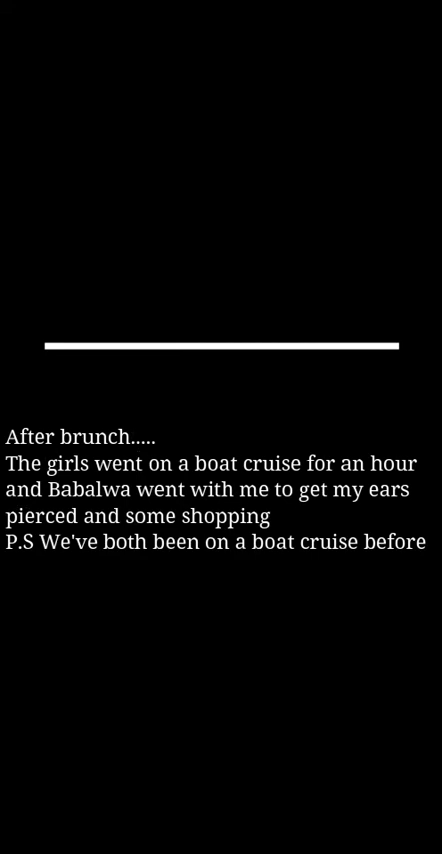 After brunch.....
The girls went on a boat cruise for an hour
and Babalwa went with me to get my ears
pierced and some shopping
P.S We've both been on a boat cruise before